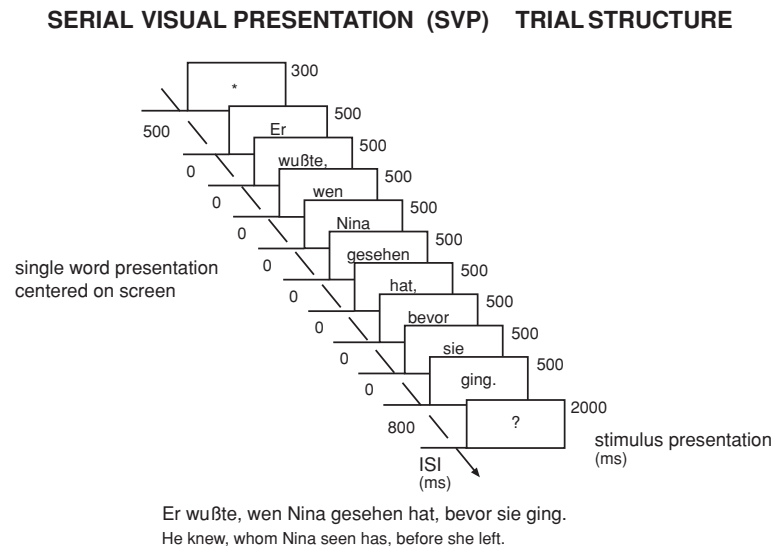 SERIAL VISUAL PRESENTATION (SVP) TRIAL STRUCTURE
300
*
500
500
Er
0
500
wußte,
0
500
wen
0
500
Nina
0
500
gesehen
0
500
hat,
0
500
bevor
0
500
sie
0
500
ging.
800
2000
?
single word presentation
centered on screen
stimulus presentation
(ms)
ISI
(ms)
Er wußte, wen Nina gesehen hat, bevor sie ging.
He knew, whom Nina seen has, before she left.